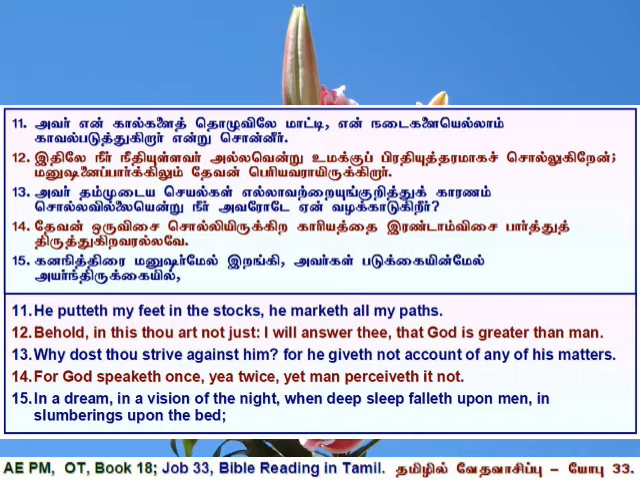 11. அவர் என் கால்களைத் தொழுவிலே மாட்டி, என் நடைகளையெல்லாம்
காவல்படுத்துகிறார் என்று சொன்னீர்.
12. இதிலே நீர் நீதியுள்ளவர் அல்லவென்று உமக்குப் பிரதியுத்தரமாகச் சொல்லுகிறேன்;
மனுஷனைப்பார்க்கிலும் தேவன் பெரியவராயிருக்கிறார்.
13. அவர் தம்முடைய செயல்கள் எல்லாவற்றையுங்குறித்துக் காரணம்
சொல்லவில்லையென்று நீர் அவரோடே ஏன் வழக்காடுகிறீர்?
14. தேவன் ஒருவிசை சொல்லியிருக்கிற காரியத்தை இரண்டாம்விசை பார்த்துத்
திருத்துகிறவரல்லவே.
15. கனநித்திரை மனுஷர்மேல் இறங்கி, அவர்கள் படுக்கையின்மேல்
அயர்ந்திருக்கையில்,
11. He putteth my feet in the stocks, he marketh all my paths.
12. Behold, in this thou art not just: I will answer thee, that God is greater than man.
13. Why dost thou strive against him? for he giveth not account of any of his matters.
14. For God speaketh once, yea twice, yet man perceiveth it not.
15. In a dream, in a vision of the night, when deep sleep falleth upon men, in
slumberings upon the bed;
AE PM, OT, Book 18; Job 33, Bible Reading in Tamil. தமிழில் வேதவாசிப்பு – யோபு 33.